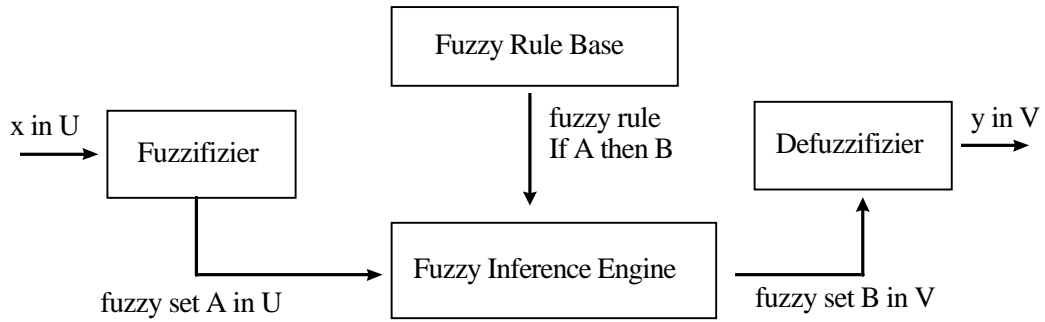 Fuzzy Rule Base
x in U
Fuzzifizier
fuzzy rule
If A then B
Defuzzifizier
y in V
Fuzzy Inference Engine
fuzzy set A in U
fuzzy set B in V